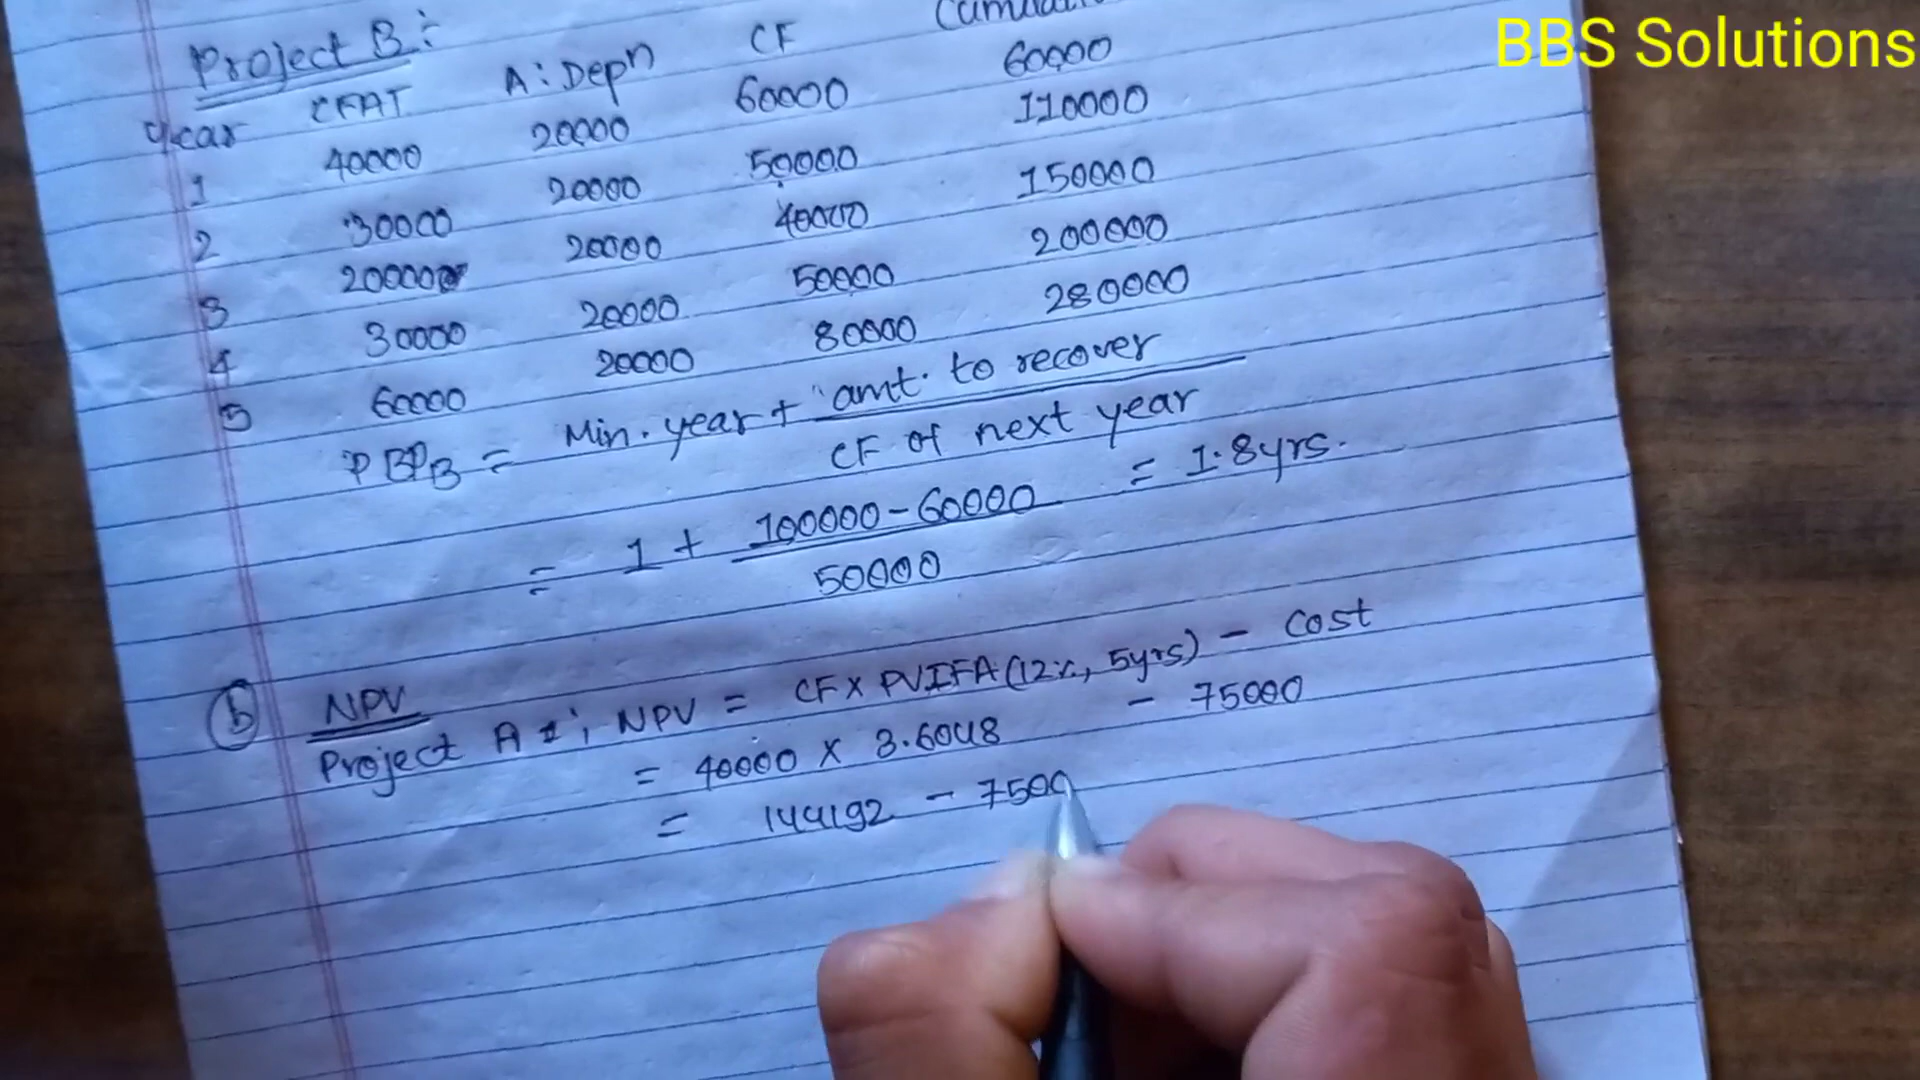 BBS Solutions
Project B:
year CFAT A: Depn CF
1 40000 20000 60000 60000
2 30000 20000 50000 110000
3 20000 20000 40000 150000
4 30000 20000 50000 200000
5 60000 20000 80000 280000
PBPB = Min. year + amt. to recover
CF of next year
= 1 + 100000 - 60000 = 1.8yrs.
50000
b NPV
Project A: NPV = CF x PVIFA (12%, 5yrs) - Cost
= 40000 x 3.6048 - 75000
= 144192 - 7500